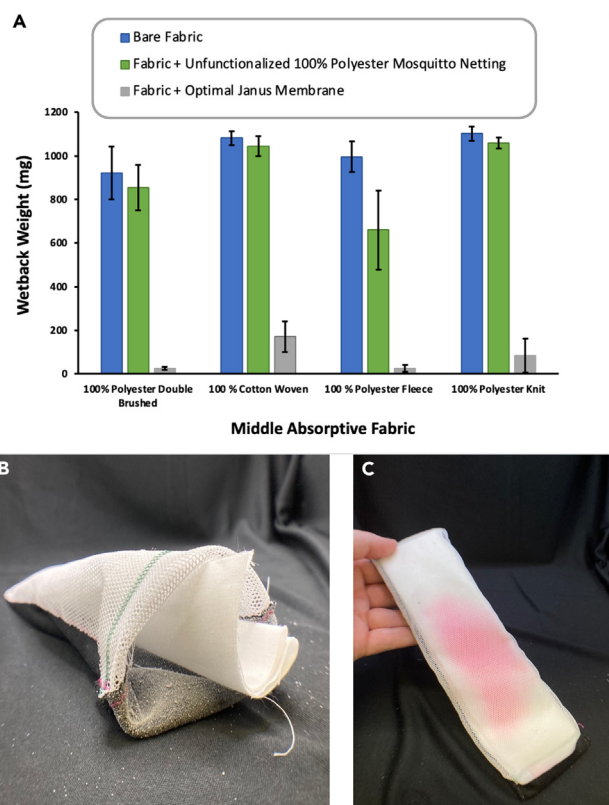 A
Bare Fabric
Fabric + Unfunctionalized 100% Polyester Mosquitto Netting
Fabric + Optimal Janus Membrane
Wetback Weight (mg)
1200
1000
800
600
400
200
0
100% Polyester Double
Brushed
100 % Cotton Woven
100 % Polyester Fleece
100% Polyester Knit
Middle Absorptive Fabric
B
C